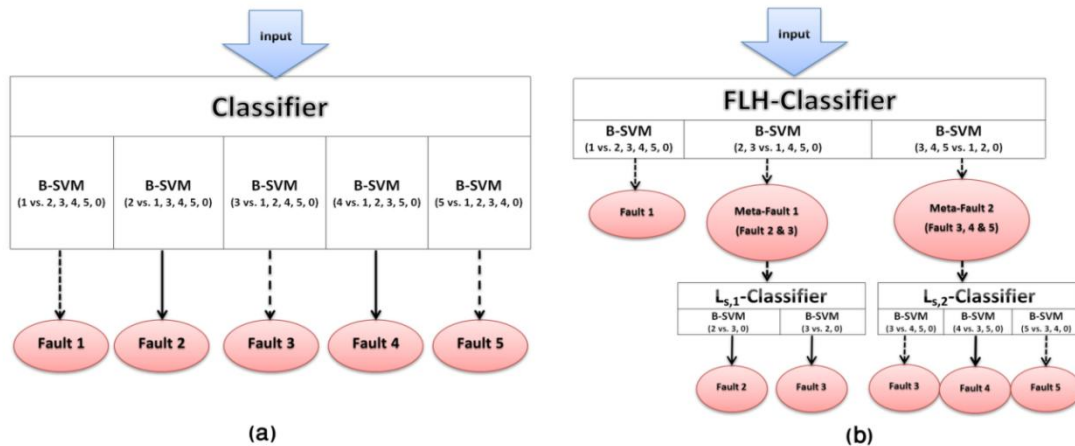 input
Classifier
B-SVM
(1 vs. 2, 3, 4, 5, 0)
B-SVM
(2 vs. 1, 3, 4, 5, 0)
B-SVM
(3 vs. 1, 2, 4, 5, 0)
B-SVM
(4 vs. 1, 2, 3, 5, 0)
B-SVM
(5 vs. 1, 2, 3, 4, 0)
Fault 1
Fault 2
Fault 3
Fault 4
Fault 5
(a)
input
FLH-Classifier
B-SVM
(1 vs. 2, 3, 4, 5, 0)
B-SVM
(2, 3 vs. 1, 4, 5, 0)
B-SVM
(3, 4, 5 vs. 1, 2, 0)
Fault 1
Meta-Fault 1
(Fault 2 & 3)
Meta-Fault 2
(Fault 3, 4 & 5)
Ls,1-Classifier
B-SVM
(2 vs. 3, 0)
B-SVM
(3 vs. 2, 0)
Ls,2-Classifier
B-SVM
(3 vs. 4, 5, 0)
B-SVM
(4 vs. 3, 5, 0)
B-SVM
(5 vs. 3, 4, 0)
Fault 2
Fault 3
Fault 3
Fault 4
Fault 5
(b)